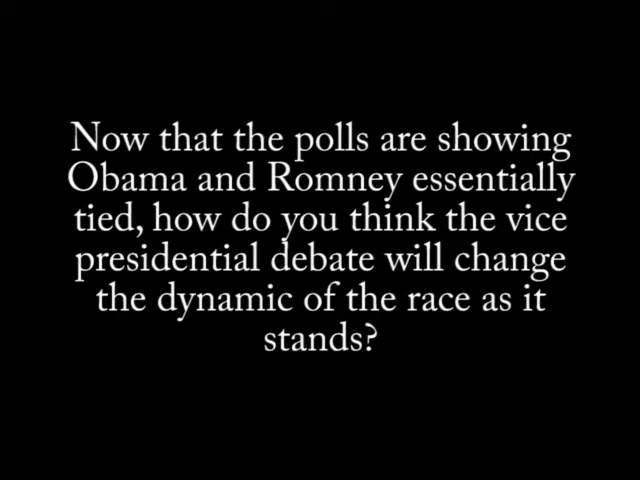 Now that the polls are showing
Obama and Romney essentially
tied, how do you think the vice
presidential debate will change
the dynamic of the race as it
stands?